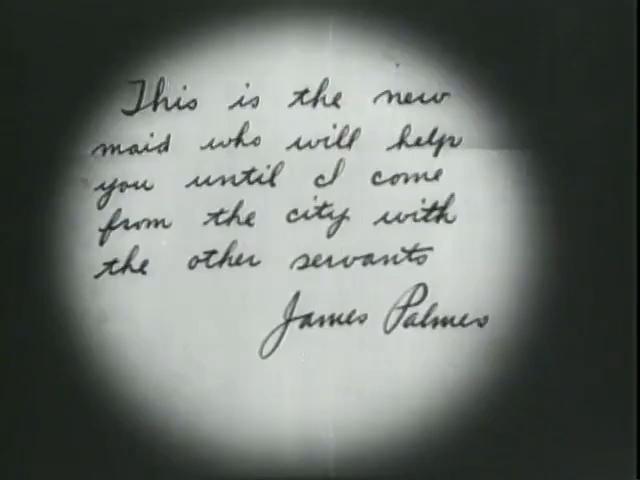 This is the new
maid who will help
you until I come
from the city with
the other servants
James Palmer